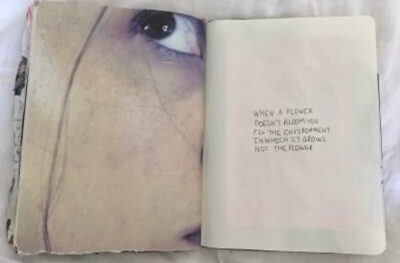 WHEN A FLOWER
DOESN'T BLOOM YOU
FIX THE ENVIRONMENT
IN WHICH IT GROWS
NOT THE FLOWER